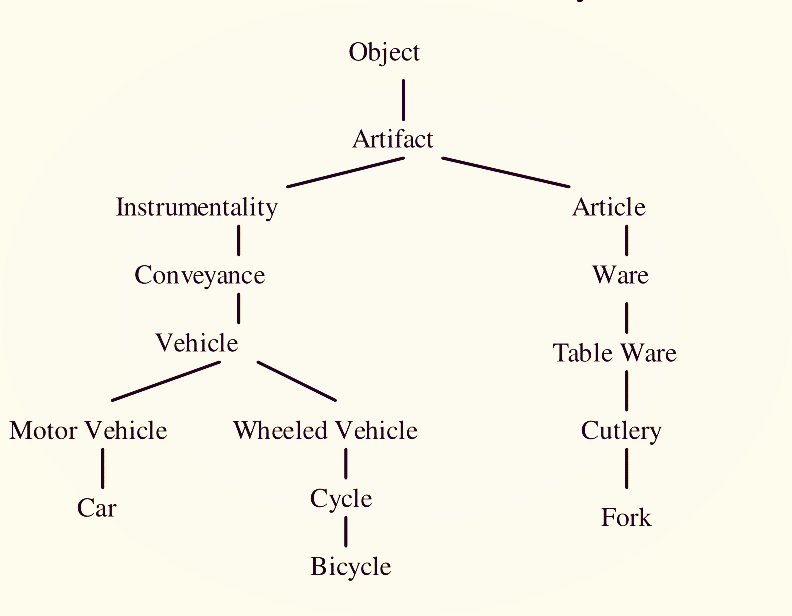 Object
Artifact
Instrumentality Article
Conveyance Ware
Vehicle
Table Ware
Motor Vehicle Wheeled Vehicle Cutlery
Cycle
Car
Fork
Bicycle